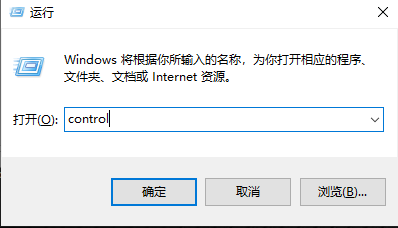 运行
Windows 将根据你所输入的名称，为你打开相应的程序、
文件夹、文档或 Internet 资源。
打开(O): control
确定 取消 浏览(B)...